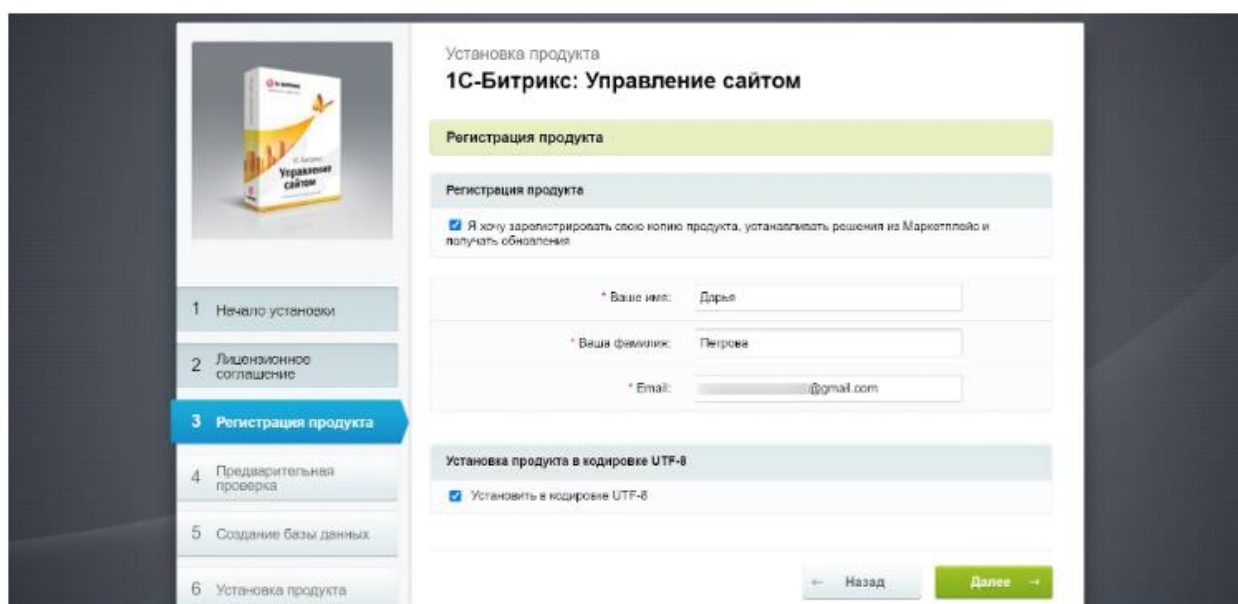 Установка продукта
1С-Битрикс: Управление сайтом
Регистрация продукта
Регистрация продукта
Я хочу зарегистрировать свою копию продукта, устанавливать решения из Маркетплейс и
получать обновления
* Ваше имя: Дарья
* Ваша фамилия: Петрова
* Email: @gmail.com
Установка продукта в кодировке UTF-8
Установить в кодировке UTF-8
← Назад
Далее →
Управление
сайтом
1 Начало установки
2 Лицензионное
соглашение
3 Регистрация продукта
4 Предварительная
проверка
5 Создание базы данных
6 Установка продукта